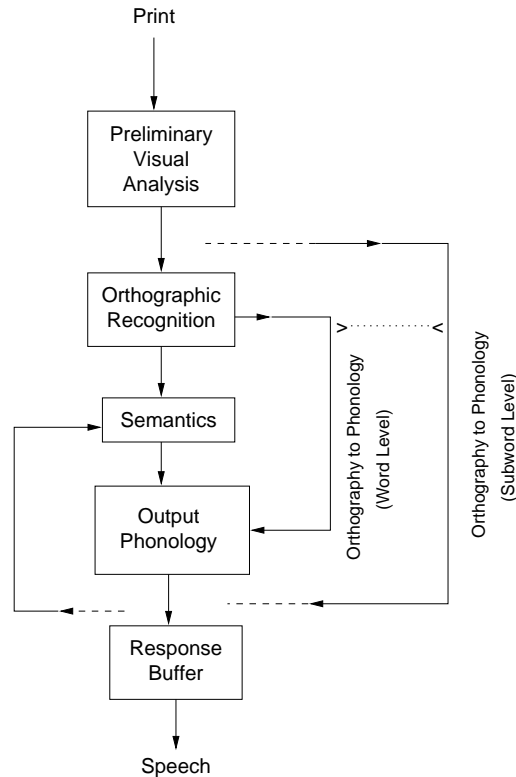 Print
Preliminary
Visual
Analysis
Orthographic
Recognition
Semantics
Output
Phonology
Response
Buffer
Speech
Orthography to Phonology
(Word Level)
Orthography to Phonology
(Subword Level)